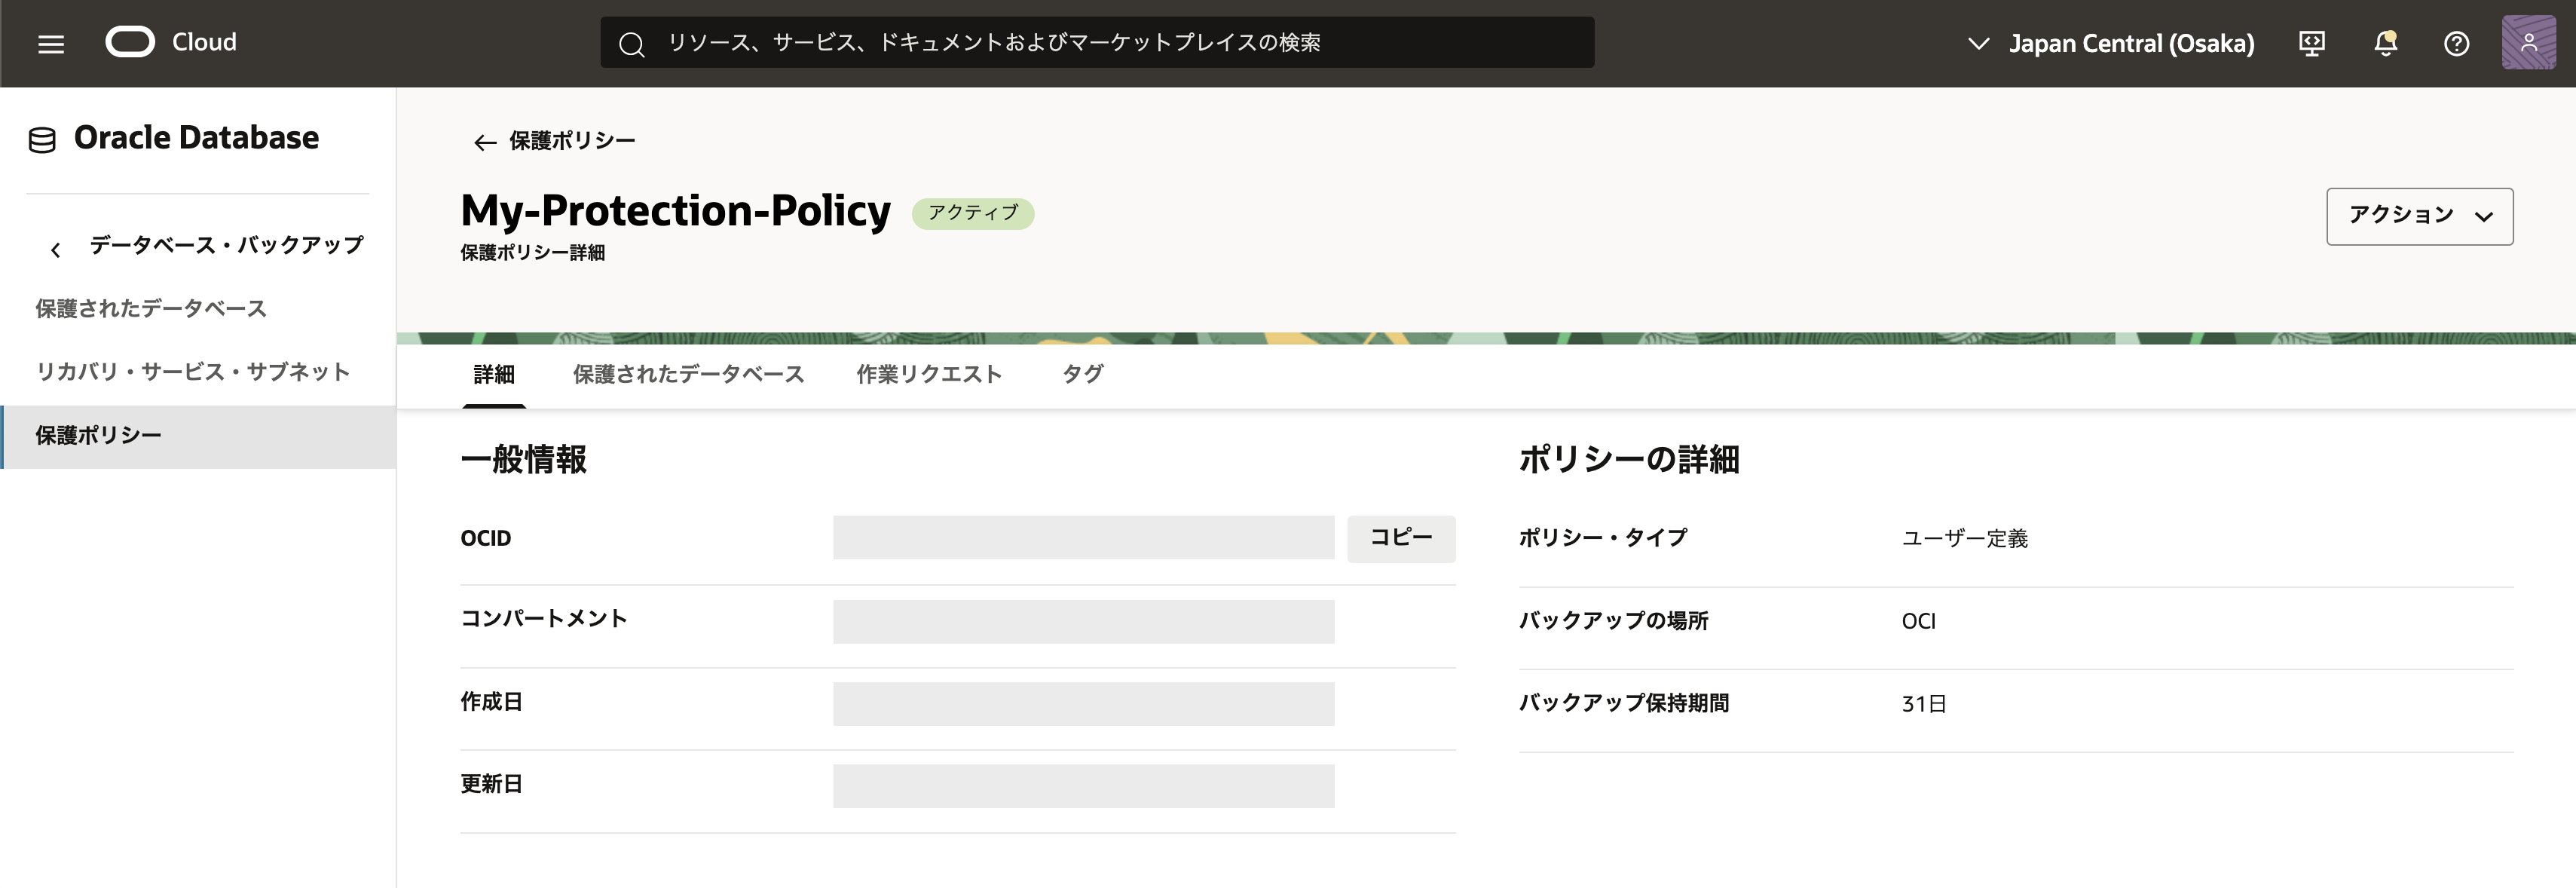 Cloud
リソース、サービス、ドキュメントおよびマーケットプレイスの検索
Japan Central (Osaka)
Oracle Database
データベース・バックアップ
保護されたデータベース
リカバリ・サービス・サブネット
保護ポリシー
保護ポリシー
My-Protection-Policy
アクティブ
保護ポリシー詳細
アクション
詳細
保護されたデータベース
作業リクエスト
タグ
一般情報
OCID
コピー
コンパートメント
作成日
更新日
ポリシーの詳細
ポリシー・タイプ
ユーザー定義
バックアップの場所
OCI
バックアップ保持期間
31日